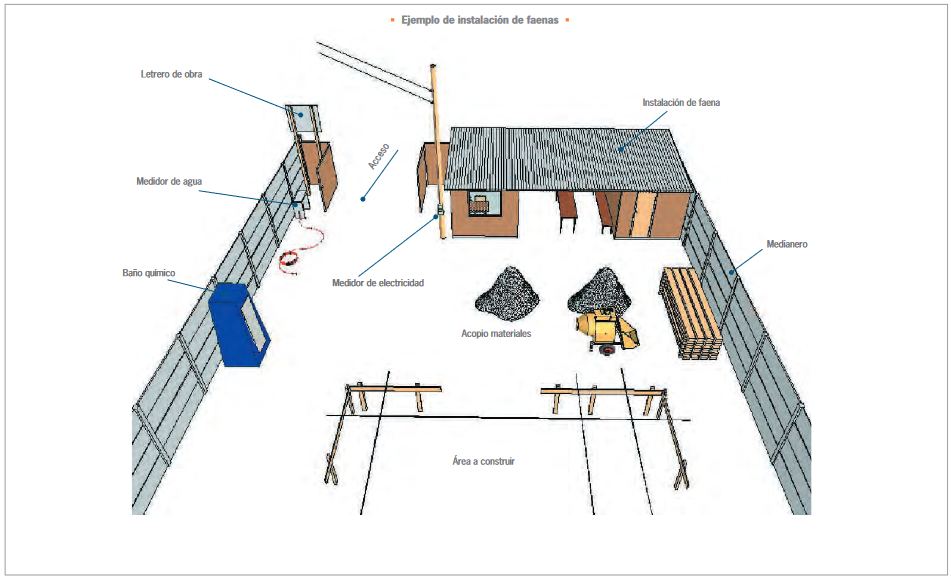 Ejemplo de instalación de faenas
Letrero de obra
Instalación de faena
Acceso
Medidor de agua
Medianero
Baño químico
Medidor de electricidad
Acopio materiales
Área a construir